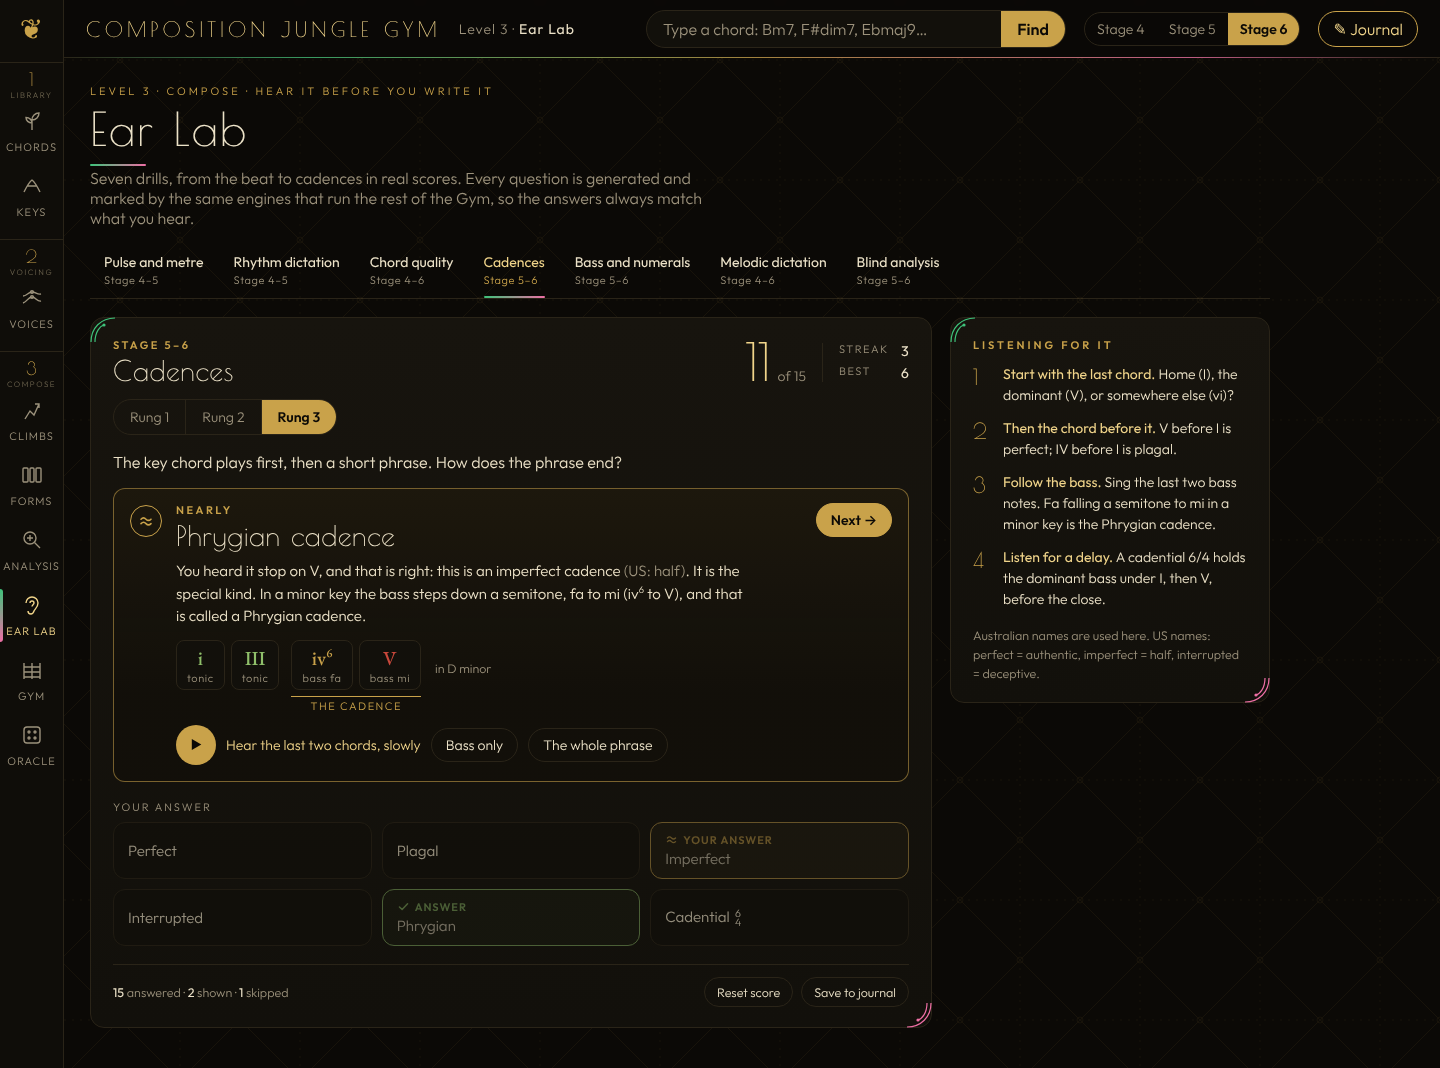 COMPOSITION JUNGLE GYM
Level 3 · Ear Lab
Type a chord: Bm7, F#dim7, Ebmaj9...
Find
Stage 4
Stage 5
Stage 6
✎ Journal
1
LIBRARY
CHORDS
KEYS
2
VOICING
VOICES
3
COMPOSE
CLIMBS
FORMS
ANALYSIS
EAR LAB
GYM
ORACLE
LEVEL 3 · COMPOSE · HEAR IT BEFORE YOU WRITE IT
Ear Lab
Seven drills, from the beat to cadences in real scores. Every question is generated and
marked by the same engines that run the rest of the Gym, so the answers always match
what you hear.
Pulse and metre
Stage 4–5
Rhythm dictation
Stage 4–5
Chord quality
Stage 4–6
Cadences
Stage 5–6
Bass and numerals
Stage 5–6
Melodic dictation
Stage 4–6
Blind analysis
Stage 5–6
STAGE 5–6
Cadences
11 of 15
STREAK 3
BEST 6
Rung 1
Rung 2
Rung 3
The key chord plays first, then a short phrase. How does the phrase end?
≈
NEARLY
Phrygian cadence
Next →
You heard it stop on V, and that is right: this is an imperfect cadence (US: half). It is the
special kind. In a minor key the bass steps down a semitone, fa to mi (iv⁶ to V), and that
is called a Phrygian cadence.
i
tonic
III
tonic
iv⁶
bass fa
V
bass mi
in D minor
THE CADENCE
Hear the last two chords, slowly
Bass only
The whole phrase
YOUR ANSWER
Perfect
Plagal
≈ YOUR ANSWER
Imperfect
Interrupted
✓ ANSWER
Phrygian
Cadential 6 4
15 answered · 2 shown · 1 skipped
Reset score
Save to journal
LISTENING FOR IT
1
Start with the last chord. Home (I), the
dominant (V), or somewhere else (vi)?
2
Then the chord before it. V before I is
perfect; IV before I is plagal.
3
Follow the bass. Sing the last two bass
notes. Fa falling a semitone to mi in a
minor key is the Phrygian cadence.
4
Listen for a delay. A cadential 6/4 holds
the dominant bass under I, then V,
before the close.
Australian names are used here. US names:
perfect = authentic, imperfect = half, interrupted
= deceptive.